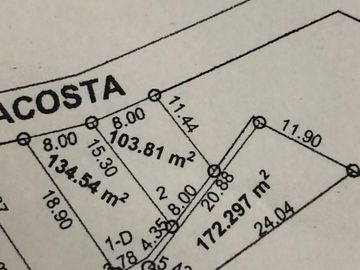 ACOSTA
8.00
11.44
8.00
103.81 m²
11.90
15.30
134.54 m²
2
8.00
20.88
172.297 m²
18.90
24.04
1-D
4.35
3.78